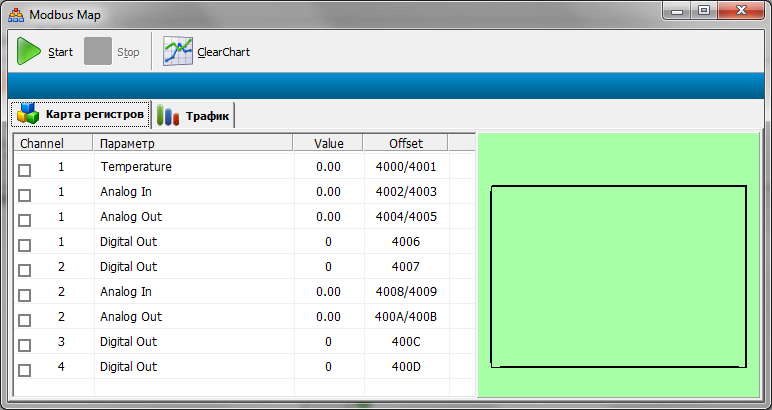 Modbus Map
Start Stop ClearChart
Карта регистров Трафик
Channel Параметр Value Offset
1 Temperature 0.00 4000/4001
1 Analog In 0.00 4002/4003
1 Analog Out 0.00 4004/4005
1 Digital Out 0 4006
2 Digital Out 0 4007
2 Analog In 0.00 4008/4009
2 Analog Out 0.00 400A/400B
3 Digital Out 0 400C
4 Digital Out 0 400D